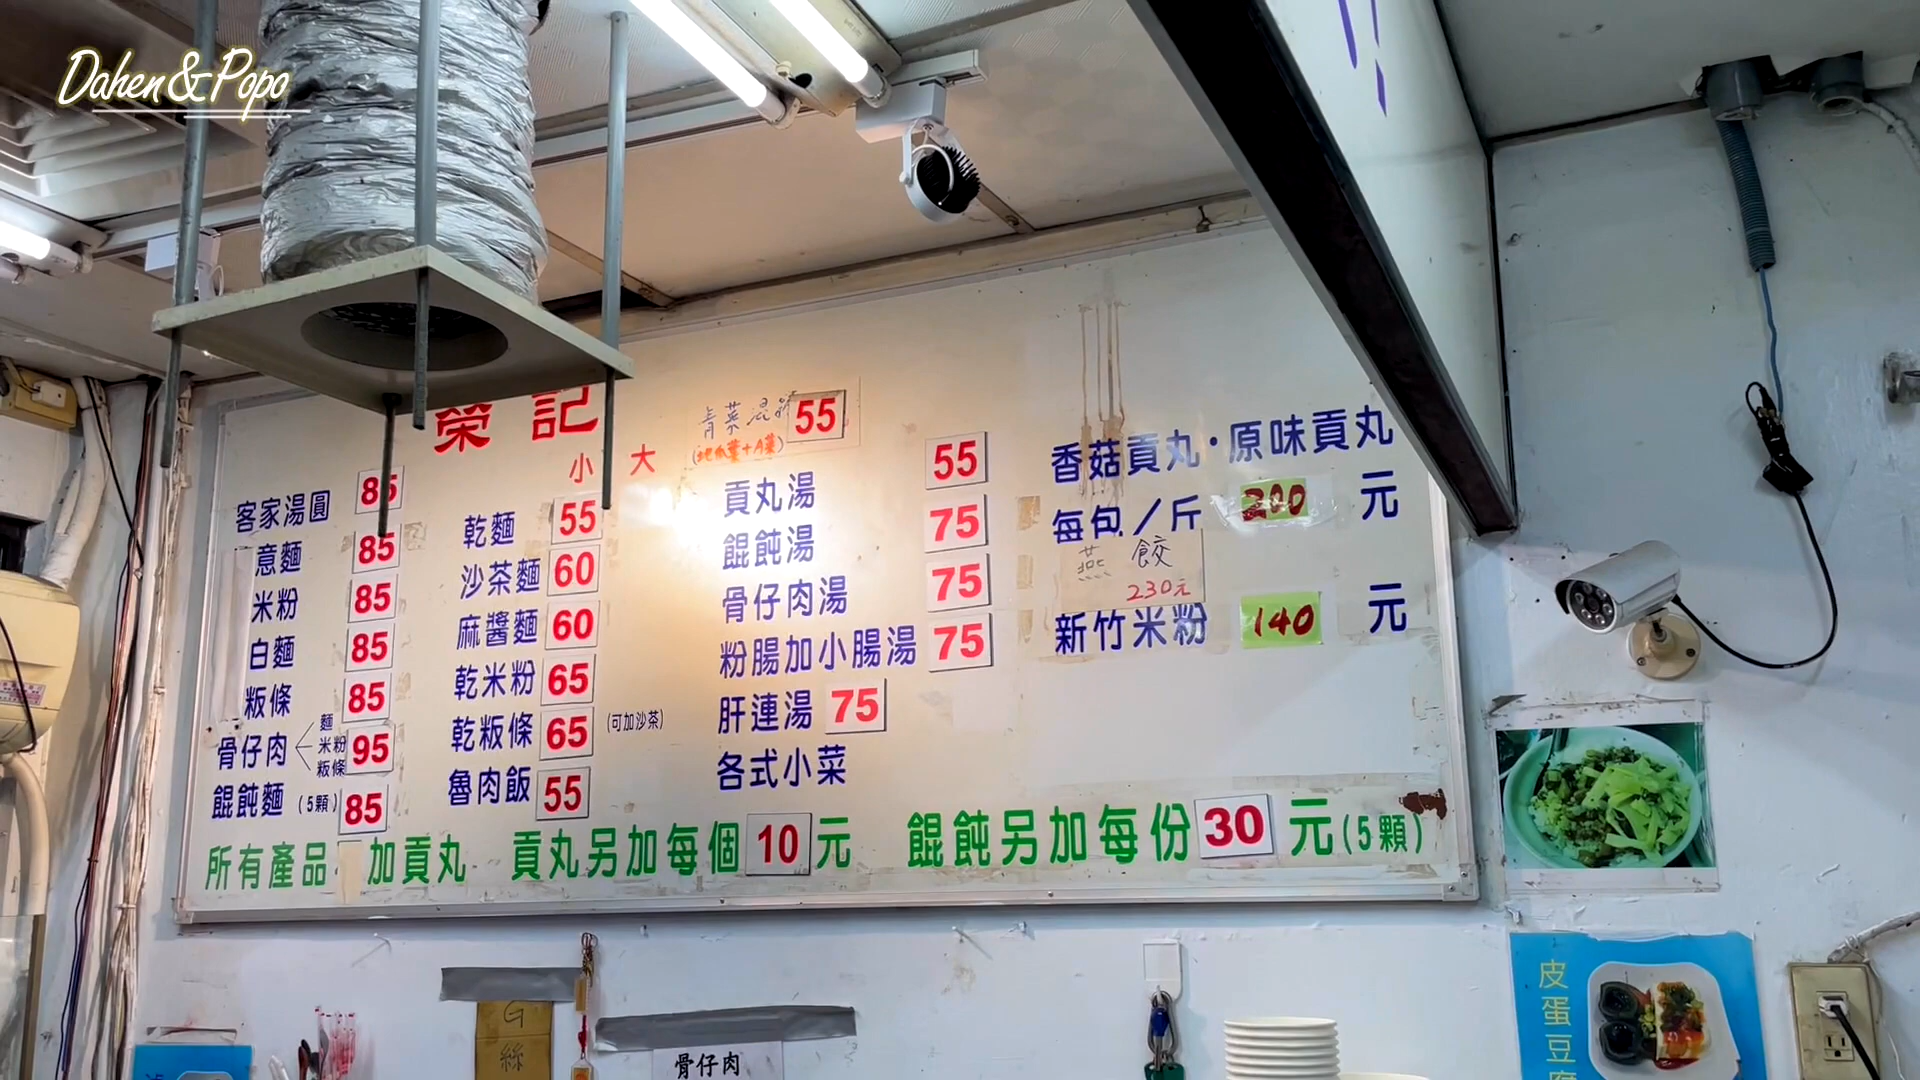 Dahen&Popo
榮記
小 大
客家湯圓 85
意麵 85
米粉 85
白麵 85
粄條 85
骨仔肉 麵 米粉 粄條 95
餛飩麵 (5顆) 85
乾麵 55
沙茶麵 60
麻醬麵 60
乾米粉 65
乾粄條 65 (可加沙茶)
魯肉飯 55
青菜 55
(地瓜葉+A菜)
貢丸湯 55
餛飩湯 75
骨仔肉湯 75
粉腸加小腸湯 75
肝連湯 75
各式小菜
香菇貢丸·原味貢丸
每包/斤 200 元
燕餃
230元
新竹米粉 140 元
所有產品 加貢丸 貢丸另加每個 10 元 餛飩另加每份 30 元(5顆)
絲
骨仔肉
皮蛋豆腐